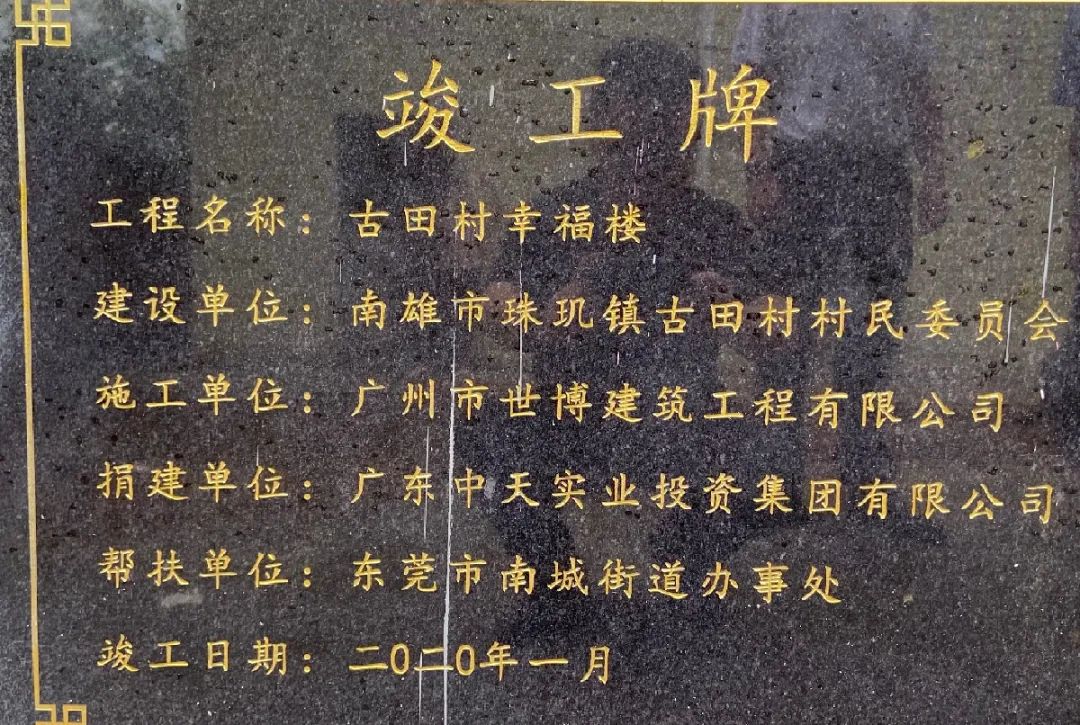 竣工牌
工程名称：古田村幸福楼
建设单位：南雄市珠玑镇古田村村民委员会
施工单位：广州市世博建筑工程有限公司
捐建单位：广东中天实业投资集团有限公司
帮扶单位：东莞市南城街道办事处
竣工日期：二0二0年一月